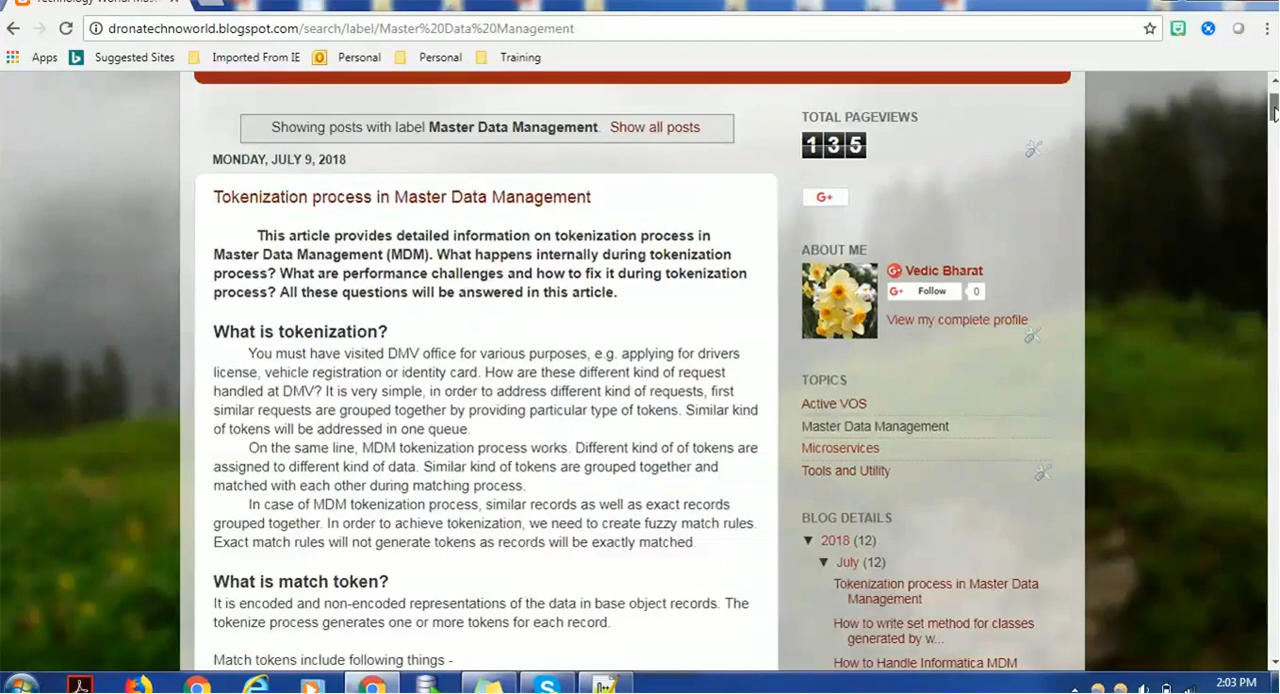 dronatechnoworld.blogspot.com/search/label/Master%20Data%20Management
Apps
Suggested Sites
Imported From IE
Personal
Personal
Training
Showing posts with label Master Data Management. Show all posts
MONDAY, JULY 9, 2018
Tokenization process in Master Data Management
This article provides detailed information on tokenization process in
Master Data Management (MDM). What happens internally during tokenization
process? What are performance challenges and how to fix it during tokenization
process? All these questions will be answered in this article.
What is tokenization?
You must have visited DMV office for various purposes, e.g. applying for drivers
license, vehicle registration or identity card. How are these different kind of request
handled at DMV? It is very simple, in order to address different kind of requests, first
similar requests are grouped together by providing particular type of tokens. Similar kind
of tokens will be addressed in one queue.
On the same line, MDM tokenization process works. Different kind of of tokens are
assigned to different kind of data. Similar kind of tokens are grouped together and
matched with each other during matching process.
In case of MDM tokenization process, similar records as well as exact records
grouped together. In order to achieve tokenization, we need to create fuzzy match rules.
Exact match rules will not generate tokens as records will be exactly matched.
What is match token?
It is encoded and non-encoded representations of the data in base object records. The
tokenize process generates one or more tokens for each record.
Match tokens include following things -
TOTAL PAGEVIEWS
135
G+
ABOUT ME
G+ Vedic Bharat
G+ Follow 0
View my complete profile
TOPICS
Active VOS
Master Data Management
Microservices
Tools and Utility
BLOG DETAILS
▼ 2018 (12)
▼ July (12)
Tokenization process in Master Data
Management
How to write set method for classes
generated by w...
How to Handle Informatica MDM
2:03 PM